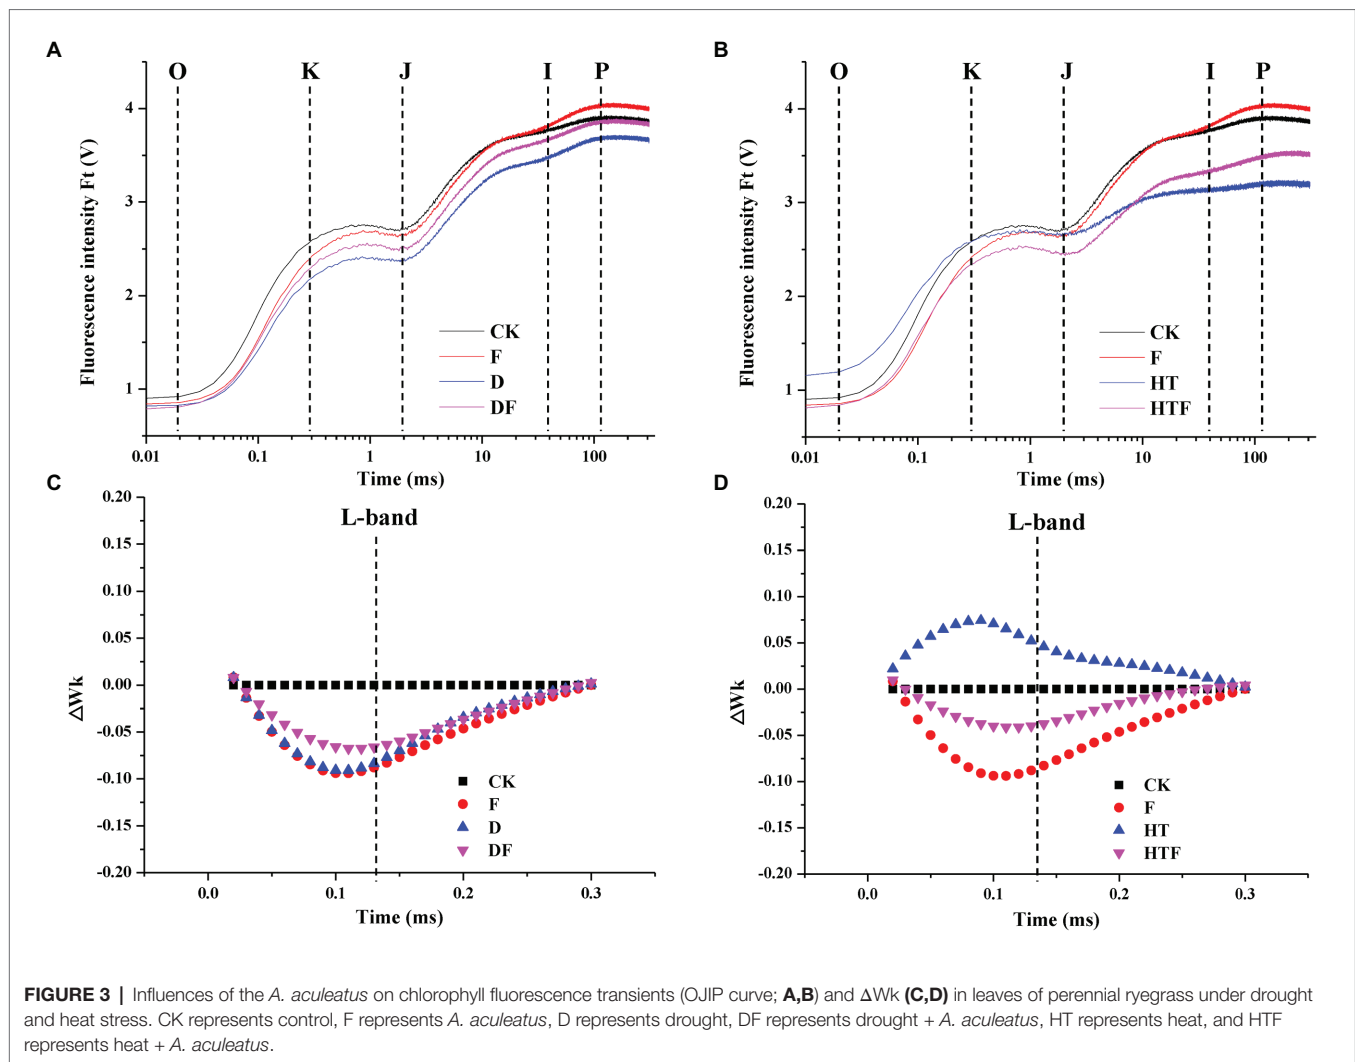 A
O K J I P
Fluorescence intensity Ft (V)
4
3
2
1
CK
F
D
DF
0.01 0.1 1 10 100
Time (ms)
B
O K J I P
Fluorescence intensity Ft (V)
4
3
2
1
CK
F
HT
HTF
0.01 0.1 1 10 100
Time (ms)
C
L-band
ΔWk
0.20
0.15
0.10
0.05
0.00
-0.05
-0.10
-0.15
-0.20
CK
F
D
DF
0.0 0.1 0.2 0.3
Time (ms)
D
L-band
ΔWk
0.20
0.15
0.10
0.05
0.00
-0.05
-0.10
-0.15
-0.20
CK
F
HT
HTF
0.0 0.1 0.2 0.3
Time (ms)
FIGURE 3 | Influences of the A. aculeatus on chlorophyll fluorescence transients (OJIP curve; A,B) and ΔWk (C,D) in leaves of perennial ryegrass under drought
and heat stress. CK represents control, F represents A. aculeatus, D represents drought, DF represents drought + A. aculeatus, HT represents heat, and HTF
represents heat + A. aculeatus.